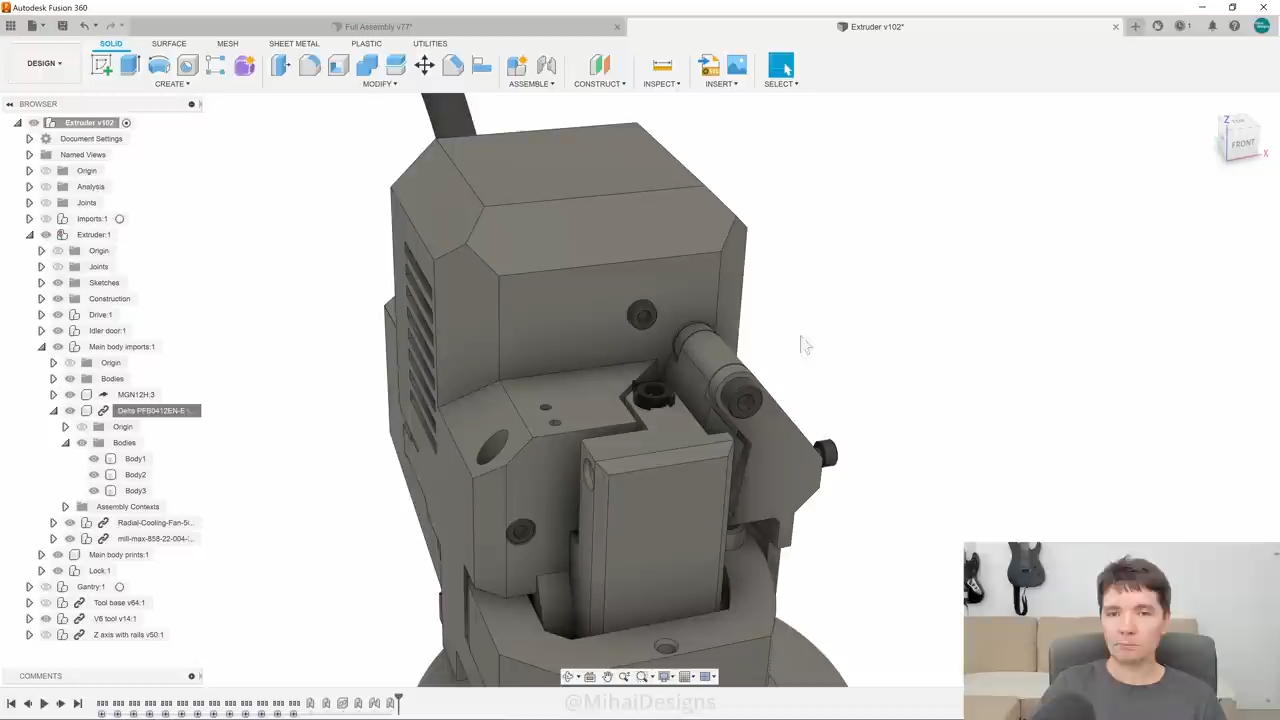 Autodesk Fusion 360
Full Assembly v77*
Extruder v102*
1
SOLID
SURFACE
MESH
SHEET METAL
PLASTIC
UTILITIES
DESIGN
CREATE
MODIFY
ASSEMBLE
CONSTRUCT
INSPECT
INSERT
SELECT
BROWSER
Extruder v102
Document Settings
Named Views
Origin
Analysis
Joints
Imports:1
Extruder:1
Origin
Joints
Sketches
Construction
Drive:1
Idler door:1
Main body imports:1
Origin
Bodies
MGN12H:3
Delta PFB0412EN-E
Origin
Bodies
Body1
Body2
Body3
Assembly Contexts
Radial-Cooling-Fan-5(...
mill-max-858-22-004-...
Main body prints:1
Lock:1
Gantry:1
Tool base v64:1
V6 tool v14:1
Z axis with rails v50:1
COMMENTS
Z
FRONT
X
@MihaiDesigns